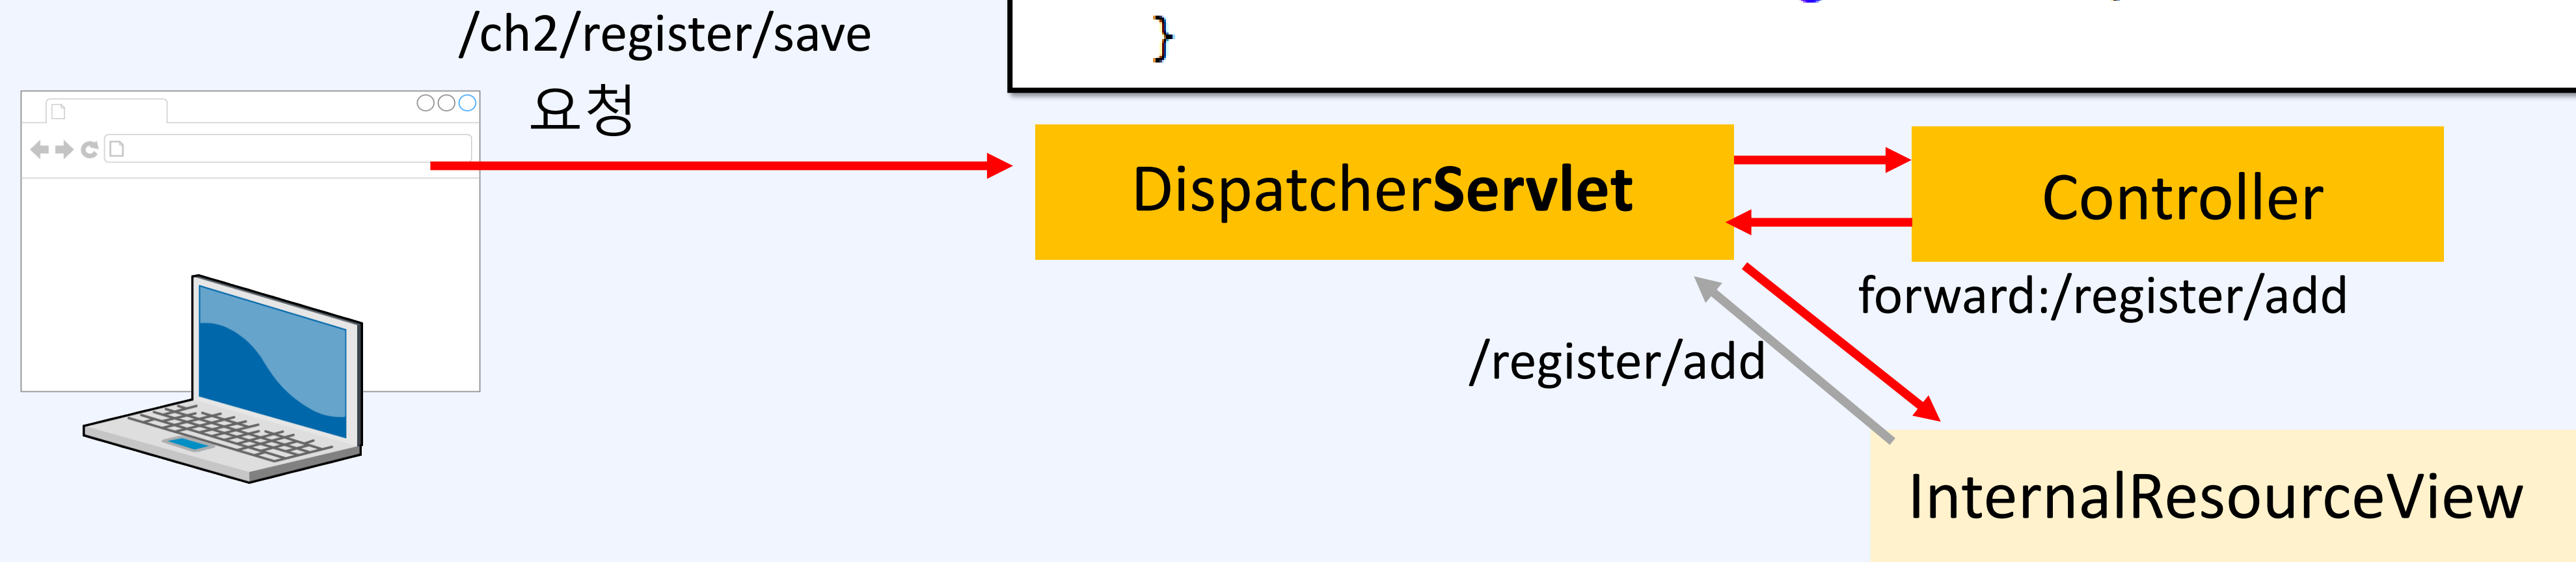 /ch2/register/save
요청
}
DispatcherServlet
Controller
forward:/register/add
/register/add
InternalResourceView